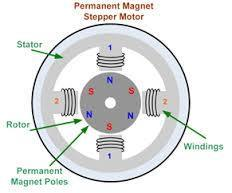 Permanent Magnet
Stepper Motor
Stator
1
S
N
S
2
2
N
N
S
Rotor
1
Windings
Permanent
Magnet Poles